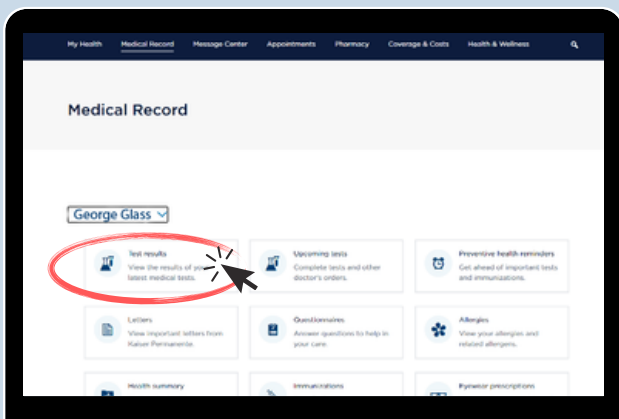 My Health Medical Record Message Center Appointments Pharmacy Coverage & Costs Health & Wellness
Medical Record
George Glass
Test results
View the results of your
latest medical tests.
Upcoming tests
Complete tests and other
doctor's orders.
Preventive health reminders
Get ahead of important tests
and immunizations.
Letters
View important letters from
Kaiser Permanente.
Questionnaires
Answer questions to help in
your care.
Allergies
View your allergies and
related allergens.
Health summary
Immunizations
Eyewear prescriptions